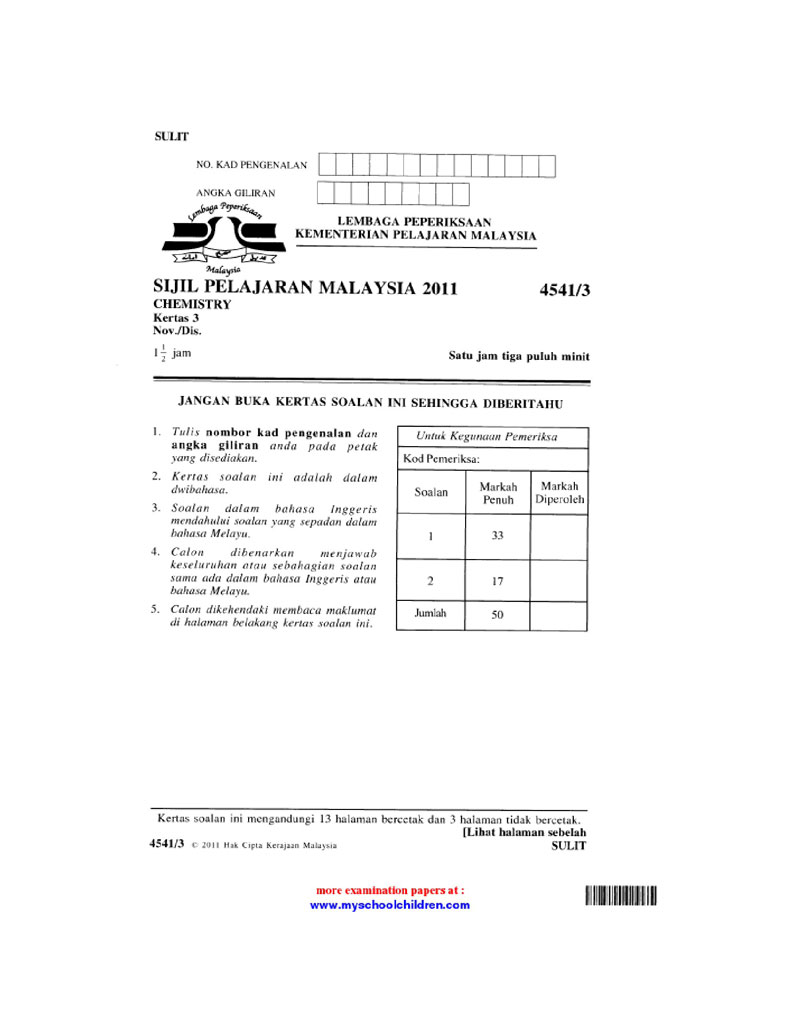 SULIT
NO. KAD PENGENALAN
ANGKA GILIRAN
Lembaga Peperiksaan
Malaysia
LEMBAGA PEPERIKSAAN
KEMENTERIAN PELAJARAN MALAYSIA
SIJIL PELAJARAN MALAYSIA 2011 4541/3
CHEMISTRY
Kertas 3
Nov./Dis.
1 1/2 jam Satu jam tiga puluh minit
JANGAN BUKA KERTAS SOALAN INI SEHINGGA DIBERITAHU
1. Tulis nombor kad pengenalan dan
angka giliran anda pada petak
yang disediakan.
2. Kertas soalan ini adalah dalam
dwibahasa.
3. Soalan dalam bahasa Inggeris
mendahului soalan yang sepadan dalam
bahasa Melayu.
4. Calon dibenarkan menjawab
keseluruhan atau sebahagian soalan
sama ada dalam bahasa Inggeris atau
bahasa Melayu.
5. Calon dikehendaki membaca maklumat
di halaman belakang kertas soalan ini.
Untuk Kegunaan Pemeriksa
Kod Pemeriksa:
Soalan Markah Penuh Markah Diperoleh
1 33
2 17
Jumlah 50
Kertas soalan ini mengandungi 13 halaman bercetak dan 3 halaman tidak bercetak.
[Lihat halaman sebelah
4541/3 © 2011 Hak Cipta Kerajaan Malaysia SULIT
more examination papers at :
www.myschoolchildren.com